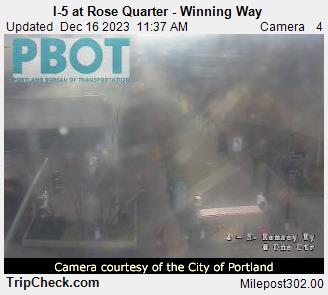 I-5 at Rose Quarter - Winning Way
Updated Dec 16 2023 11:37 AM Camera 4
PBOT
PORTLAND BUREAU OF TRANSPORTATION
J - N. Ramsey Wy
@ One Ctr
Camera courtesy of the City of Portland
TripCheck.com Milepost302.00